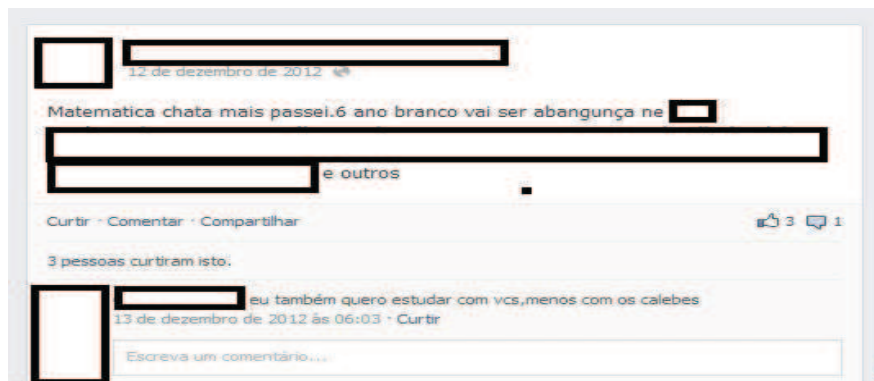 12 de dezembro de 2012
Matematica chata mais passei.6 ano branco vai ser abangunça ne
e outros
Curtir · Comentar · Compartilhar
3 1
3 pessoas curtiram isto.
eu também quero estudar com vcs,menos com os calebes
13 de dezembro de 2012 às 06:03 · Curtir
Escreva um comentário...